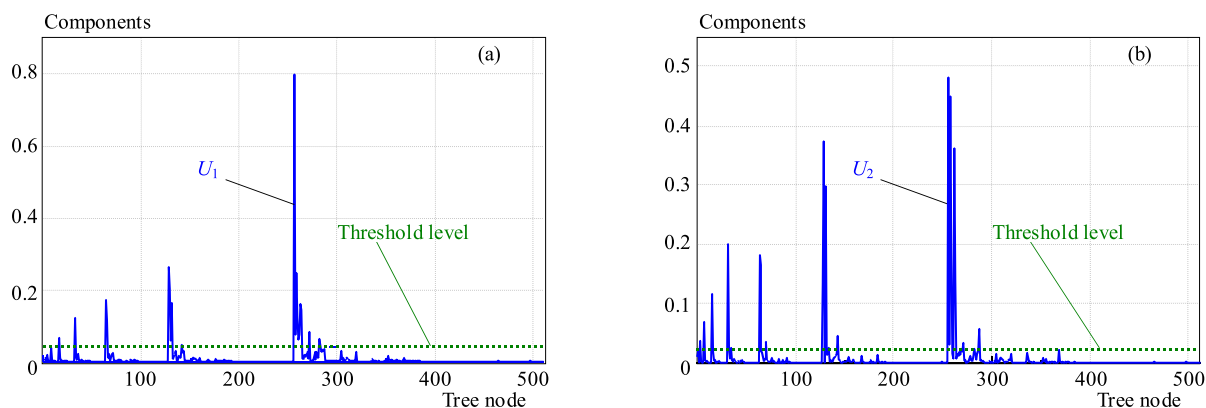 Components
(a)
0.8
0.6
U1
0.4
Threshold level
0.2
0
100 200 300 400 500
Tree node
Components
(b)
0.5
0.4
U2
0.3
Threshold level
0.2
0.1
0
100 200 300 400 500
Tree node